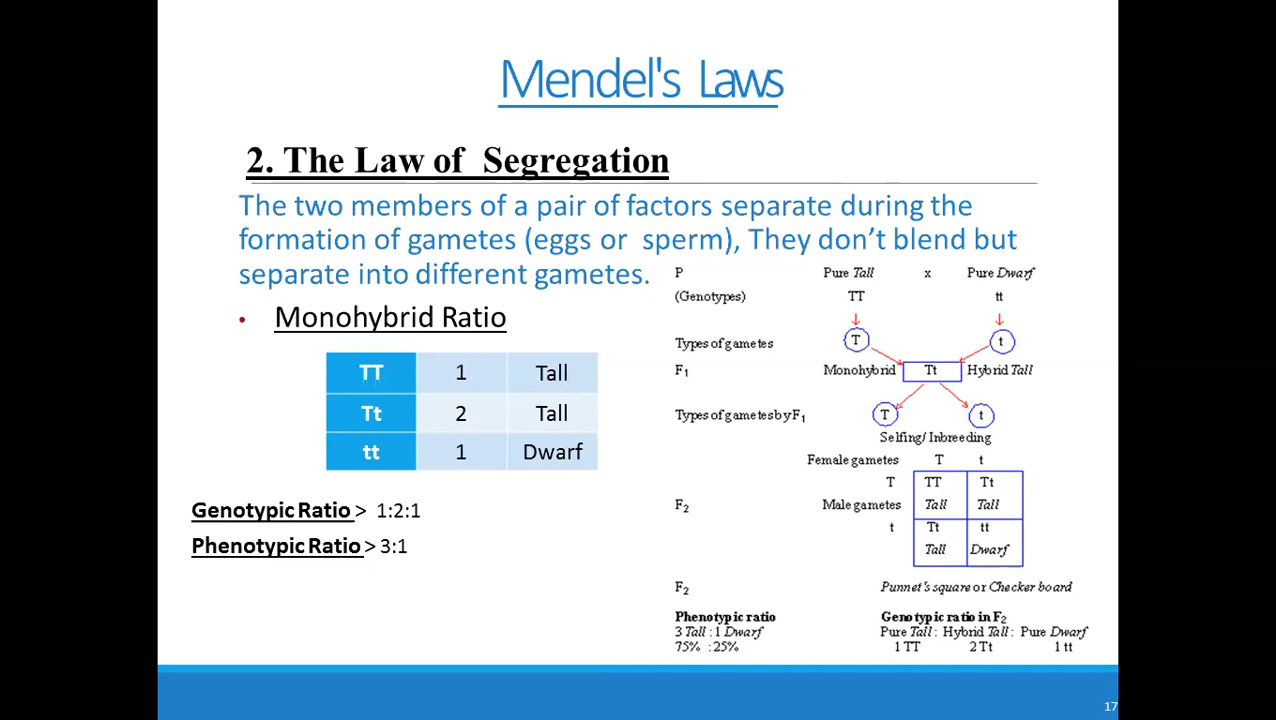 Mendel's Laws
2. The Law of Segregation
The two members of a pair of factors separate during the
formation of gametes (eggs or sperm), They don’t blend but
separate into different gametes.
• Monohybrid Ratio
TT 1 Tall
Tt 2 Tall
tt 1 Dwarf
Genotypic Ratio > 1:2:1
Phenotypic Ratio > 3:1
P Pure Tall x Pure Dwarf
(Genotypes) TT tt
Types of gametes T t
F1 Monohybrid Tt Hybrid Tall
Types of gametes by F1 T t
Selfing/ Inbreeding
Female gametes T t
T TT Tt
F2 Male gametes Tall Tall
t Tt tt
Tall Dwarf
F2 Punnet's square or Checker board
Phenotypic ratio Genotypic ratio in F2
3 Tall : 1 Dwarf Pure Tall : Hybrid Tall : Pure Dwarf
75% : 25% 1 TT 2 Tt 1 tt
17